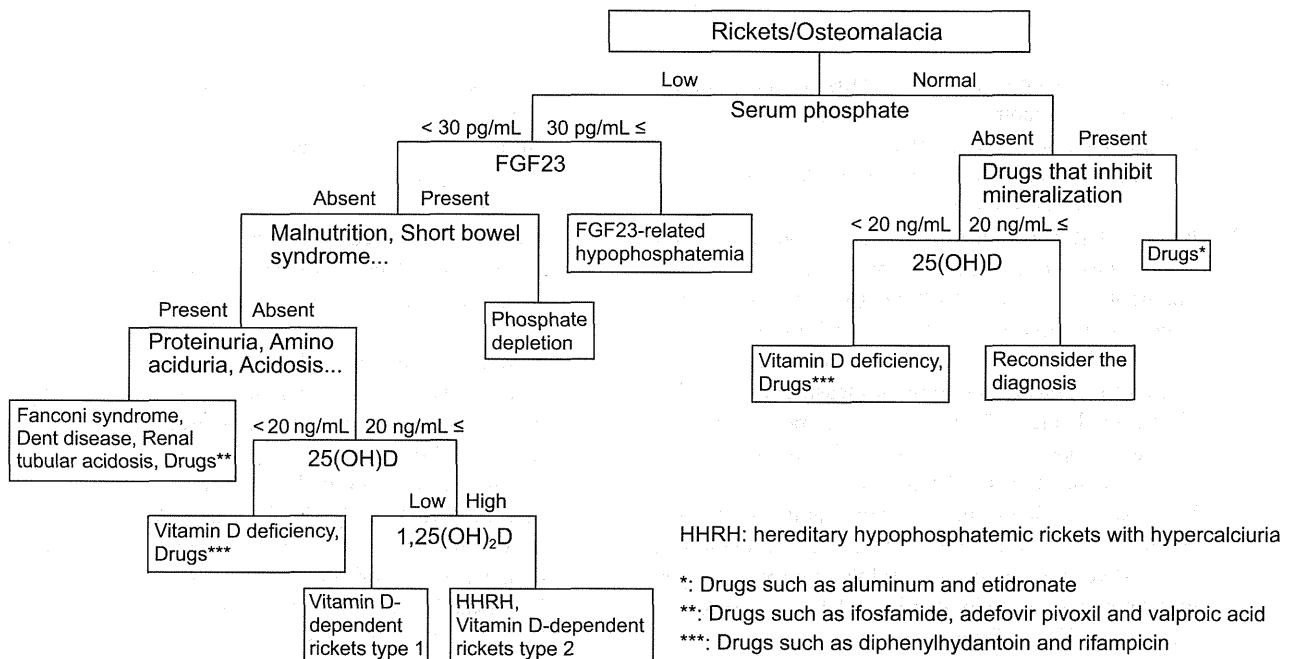 Rickets/Osteomalacia
Low
Normal
Serum phosphate
< 30 pg/mL
30 pg/mL ≤
FGF23
Absent
Present
Drugs that inhibit
mineralization
Absent
Present
Malnutrition, Short bowel
syndrome...
FGF23-related
hypophosphatemia
< 20 ng/mL
20 ng/mL ≤
25(OH)D
Drugs*
Present
Absent
Proteinuria, Amino
aciduria, Acidosis...
Phosphate
depletion
Vitamin D deficiency,
Drugs***
Reconsider the
diagnosis
Fanconi syndrome,
Dent disease, Renal
tubular acidosis, Drugs**
< 20 ng/mL
20 ng/mL ≤
25(OH)D
Low
High
Vitamin D deficiency,
Drugs***
1,25(OH)₂D
Vitamin D-
dependent
rickets type 1
HHRH,
Vitamin D-dependent
rickets type 2
HHRH: hereditary hypophosphatemic rickets with hypercalciuria
*: Drugs such as aluminum and etidronate
**: Drugs such as ifosfamide, adefovir pivoxil and valproic acid
***: Drugs such as diphenylhydantoin and rifampicin